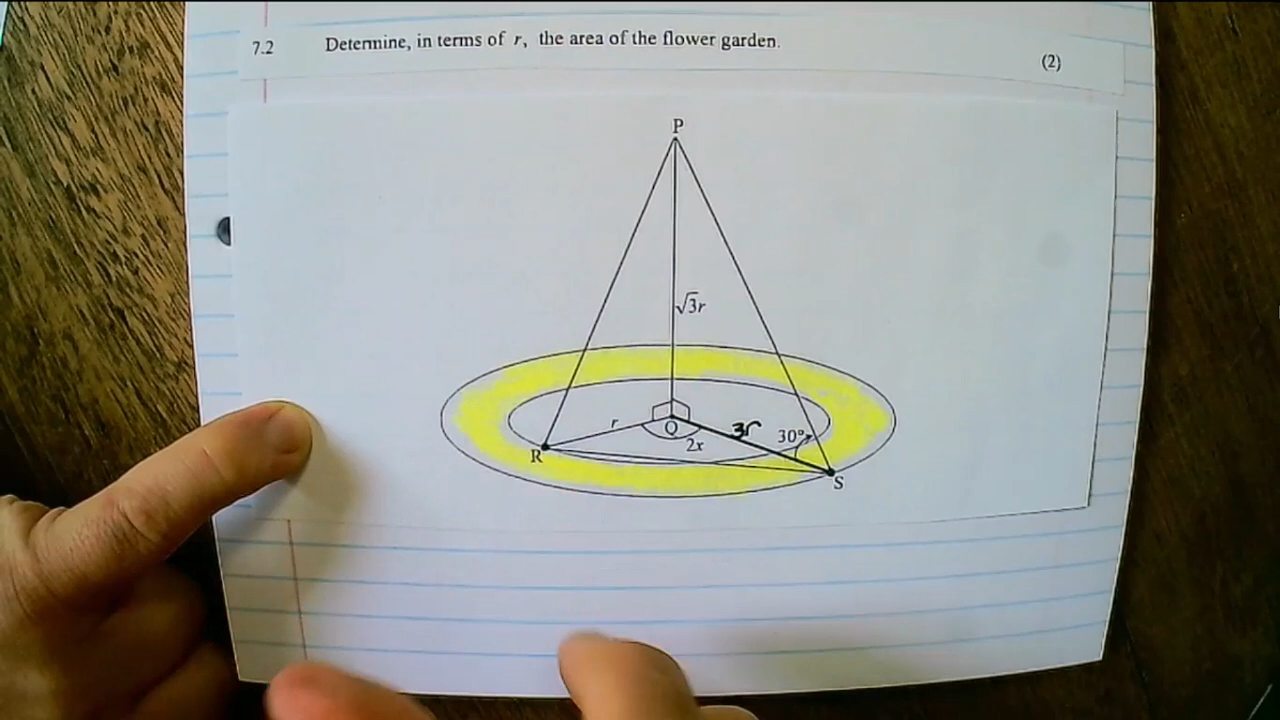 7.2 Determine, in terms of r, the area of the flower garden.
(2)
P
√3r
r
Q
3r
30°
2x
R
S